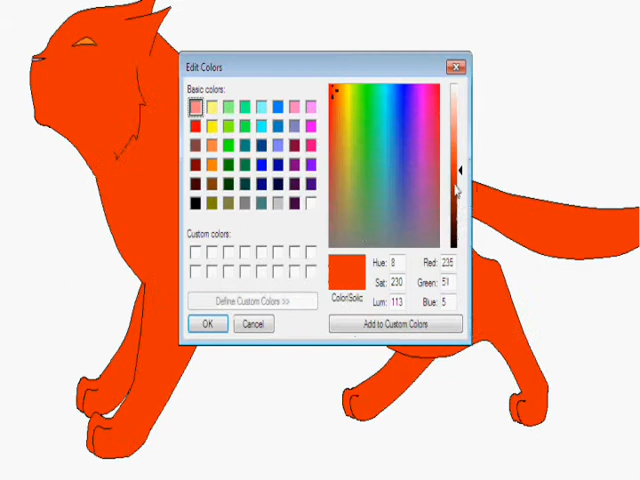 Edit Colors
Basic colors:
Custom colors:
Define Custom Colors >>
OK Cancel
Hue: 8 Red: 235
Sat: 230 Green: 51
Color|Solid Lum: 113 Blue: 5
Add to Custom Colors